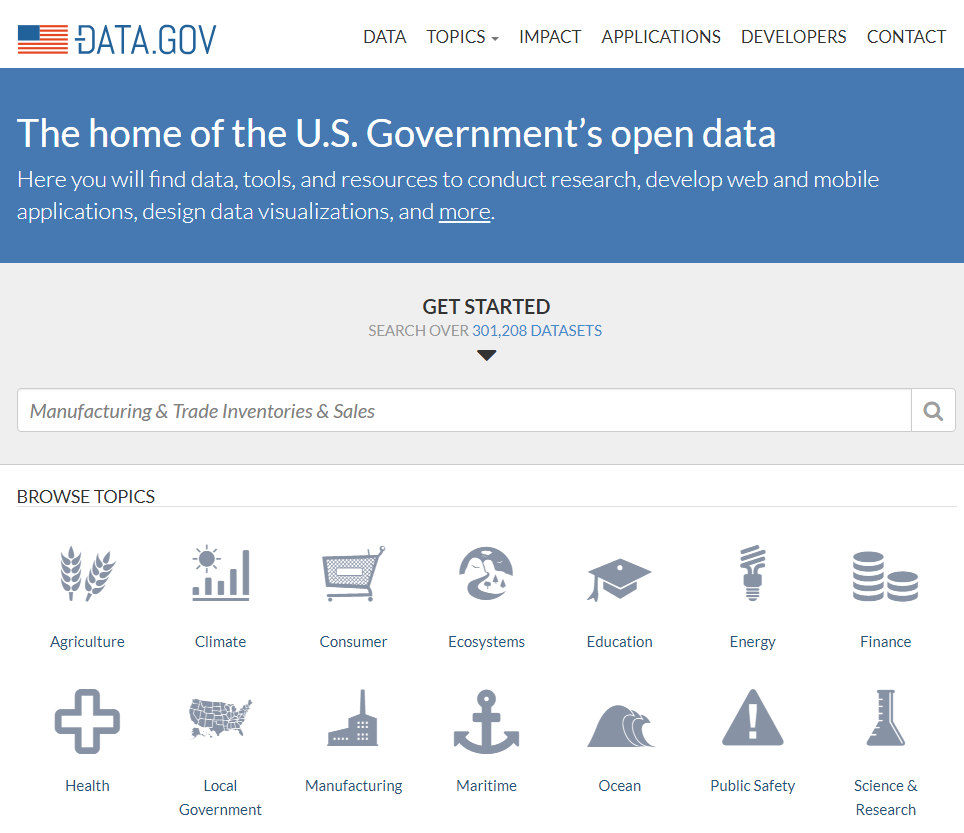 DATA.GOV
DATA TOPICS IMPACT APPLICATIONS DEVELOPERS CONTACT
The home of the U.S. Government’s open data
Here you will find data, tools, and resources to conduct research, develop web and mobile
applications, design data visualizations, and more.
GET STARTED
SEARCH OVER 301,208 DATASETS
Manufacturing & Trade Inventories & Sales
BROWSE TOPICS
Agriculture Climate Consumer Ecosystems Education Energy Finance
Health Local Manufacturing Maritime Ocean Public Safety Science &
Government Research